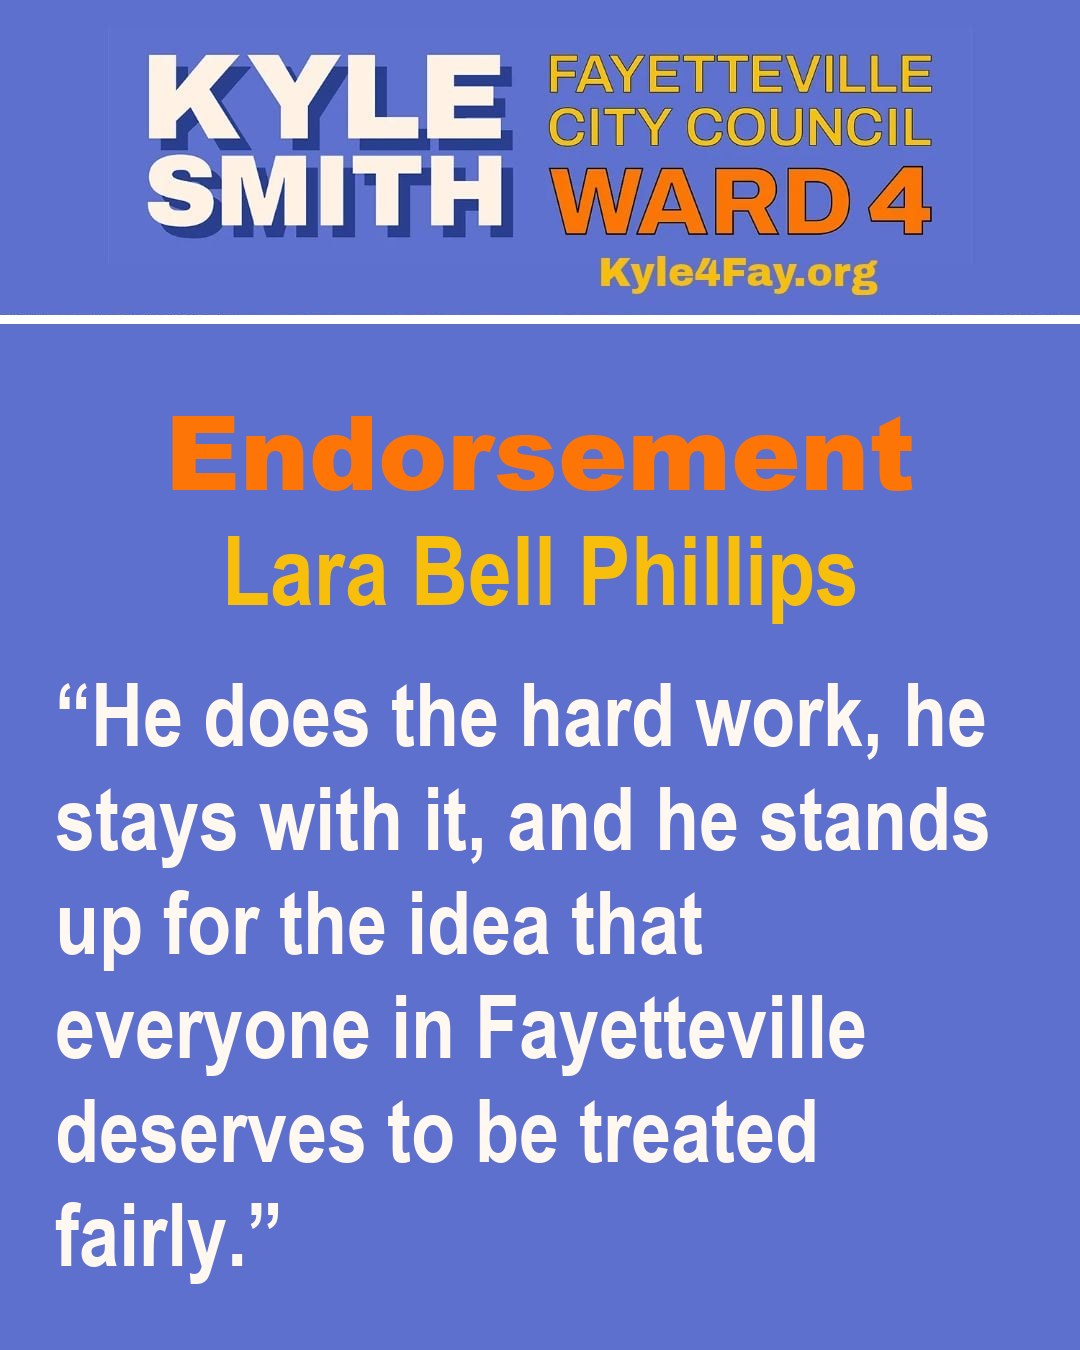 KYLE
SMITH
FAYETTEVILLE
CITY COUNCIL
WARD 4
Kyle4Fay.org
Endorsement
Lara Bell Phillips
“He does the hard work, he
stays with it, and he stands
up for the idea that
everyone in Fayetteville
deserves to be treated
fairly.”